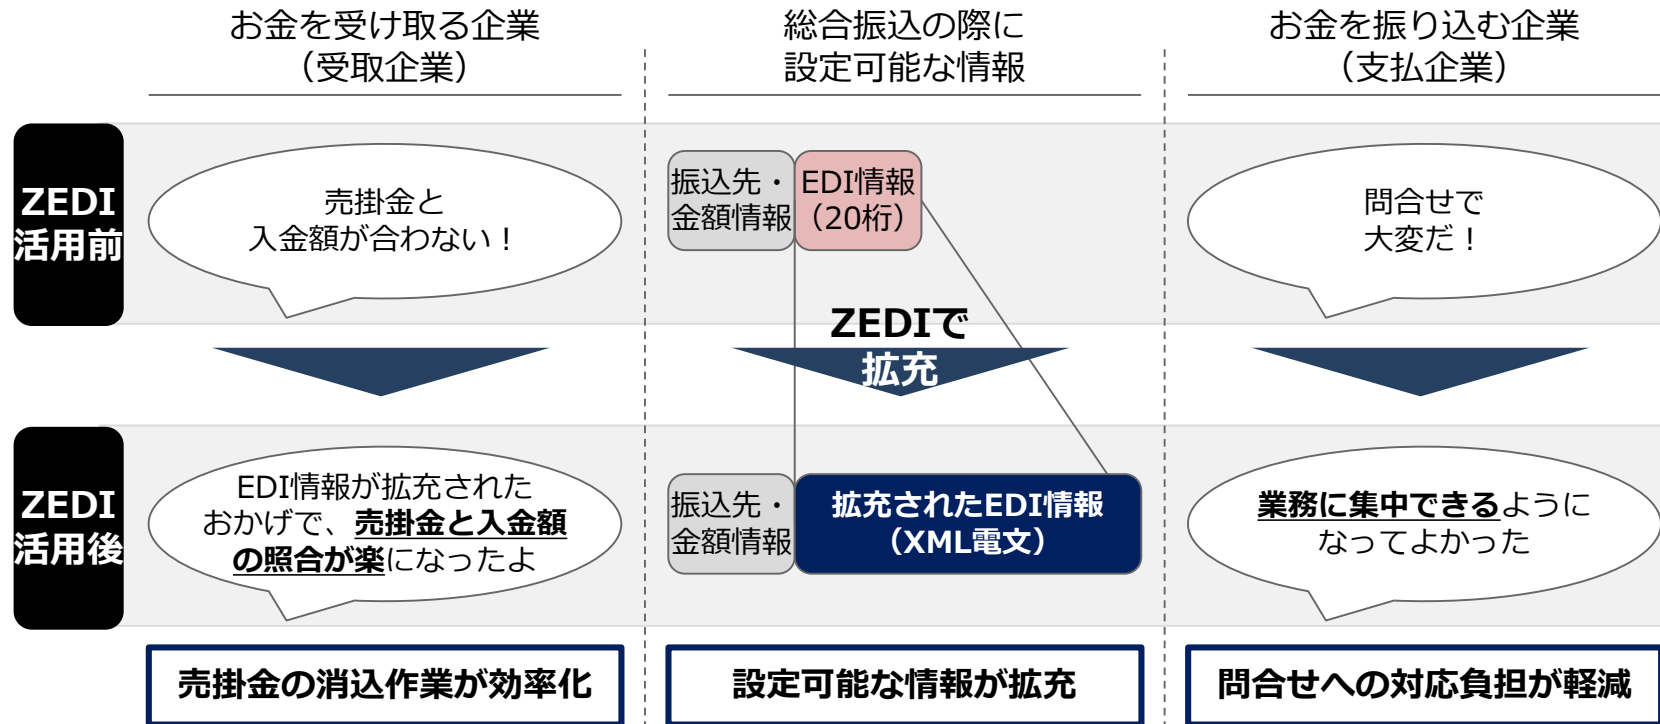 お金を受け取る企業
（受取企業）
総合振込の際に
設定可能な情報
お金を振り込む企業
（支払企業）
ZEDI
活用前
売掛金と
入金額が合わない！
振込先・
金額情報
EDI情報
（20桁）
問合せで
大変だ！
ZEDIで
拡充
ZEDI
活用後
EDI情報が拡充された
おかげで、売掛金と入金額
の照合が楽になったよ
振込先・
金額情報
拡充されたEDI情報
（XML電文）
業務に集中できるように
なってよかった
売掛金の消込作業が効率化
設定可能な情報が拡充
問合せへの対応負担が軽減